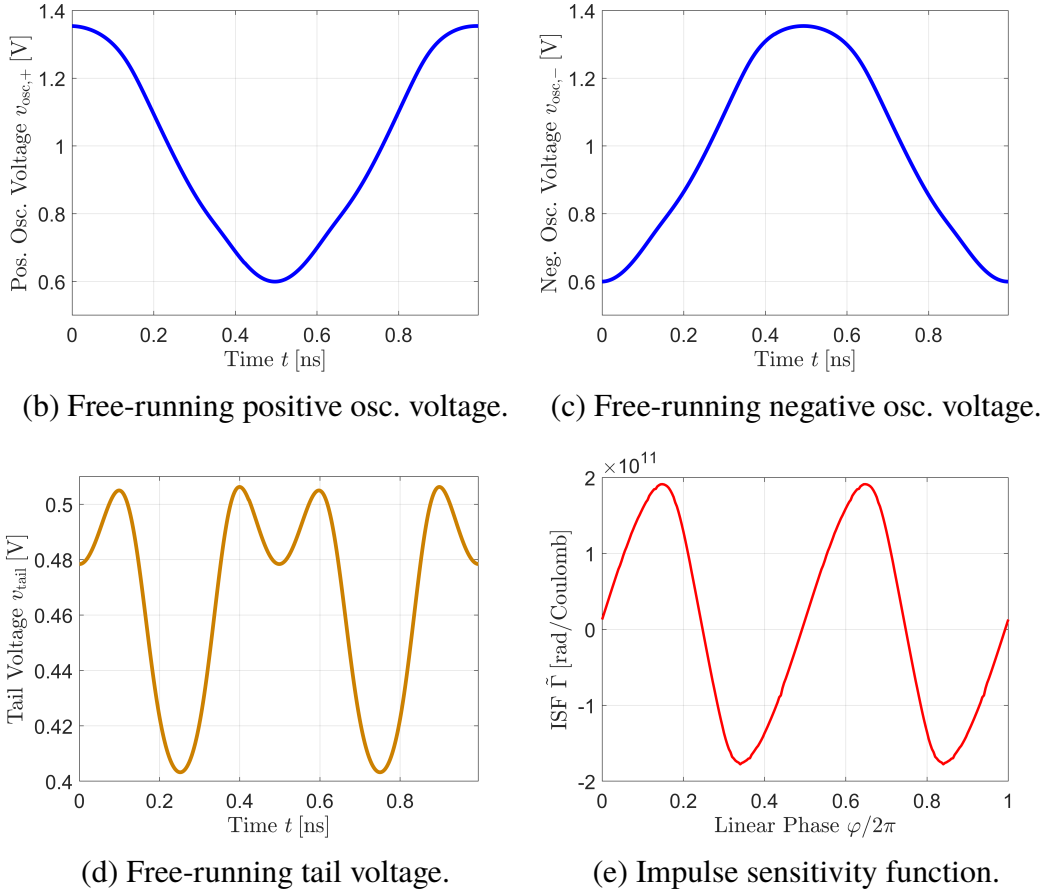 1.4
1.2
1
0.8
0.6
Pos. Osc. Voltage v_osc,+ [V]
0 0.2 0.4 0.6 0.8
Time t [ns]
(b) Free-running positive osc. voltage.
1.4
1.2
1
0.8
0.6
Neg. Osc. Voltage v_osc,− [V]
0 0.2 0.4 0.6 0.8
Time t [ns]
(c) Free-running negative osc. voltage.
0.5
0.48
0.46
0.44
0.42
0.4
Tail Voltage v_tail [V]
0 0.2 0.4 0.6 0.8
Time t [ns]
(d) Free-running tail voltage.
×10^11
2
1
0
-1
-2
ISF Γ̃ [rad/Coulomb]
0 0.2 0.4 0.6 0.8 1
Linear Phase φ/2π
(e) Impulse sensitivity function.